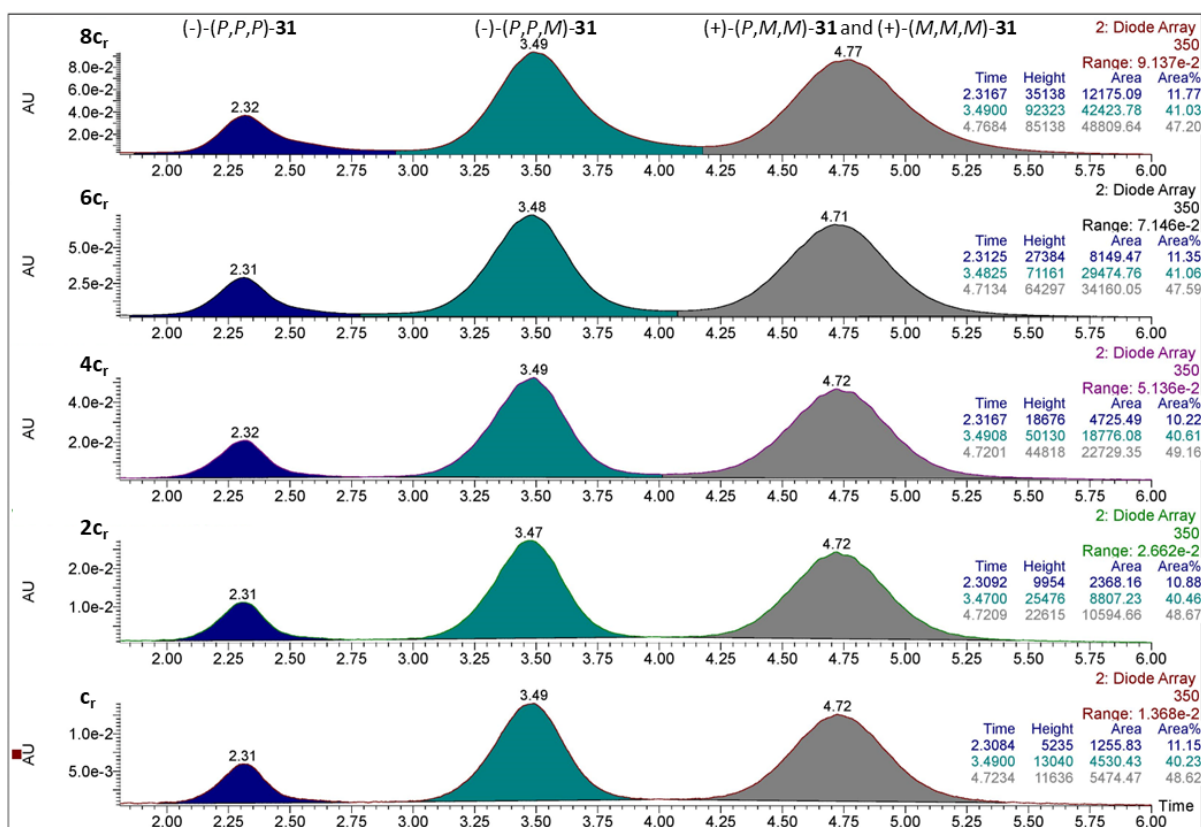 (-)-(P,P,P)-31 (-)-(P,P,M)-31 (+)-(P,M,M)-31 and (+)-(M,M,M)-31
8cr
2: Diode Array
350
Range: 9.137e-2
AU
8.0e-2
6.0e-2
4.0e-2
2.0e-2
2.32
3.49
4.77
Time Height Area Area%
2.3167 35138 12175.09 11.77
3.4900 92323 42423.78 41.03
4.7684 85138 48809.64 47.20
2.00 2.25 2.50 2.75 3.00 3.25 3.50 3.75 4.00 4.25 4.50 4.75 5.00 5.25 5.50 5.75 6.00
6cr
2: Diode Array
350
Range: 7.146e-2
AU
5.0e-2
2.5e-2
2.31
3.48
4.71
Time Height Area Area%
2.3125 27384 8149.47 11.35
3.4825 71161 29474.76 41.06
4.7134 64297 34160.05 47.59
2.00 2.25 2.50 2.75 3.00 3.25 3.50 3.75 4.00 4.25 4.50 4.75 5.00 5.25 5.50 5.75 6.00
4cr
2: Diode Array
350
Range: 5.136e-2
AU
4.0e-2
2.0e-2
2.32
3.49
4.72
Time Height Area Area%
2.3167 18676 4725.49 10.22
3.4908 50130 18776.08 40.61
4.7201 44818 22729.35 49.16
2.00 2.25 2.50 2.75 3.00 3.25 3.50 3.75 4.00 4.25 4.50 4.75 5.00 5.25 5.50 5.75 6.00
2cr
2: Diode Array
350
Range: 2.662e-2
AU
2.0e-2
1.0e-2
2.31
3.47
4.72
Time Height Area Area%
2.3092 9954 2368.16 10.88
3.4700 25476 8807.23 40.46
4.7209 22615 10594.66 48.67
2.00 2.25 2.50 2.75 3.00 3.25 3.50 3.75 4.00 4.25 4.50 4.75 5.00 5.25 5.50 5.75 6.00
cr
2: Diode Array
350
Range: 1.368e-2
AU
1.0e-2
5.0e-3
2.31
3.49
4.72
Time Height Area Area%
2.3084 5235 1255.83 11.15
3.4900 13040 4530.43 40.23
4.7234 11636 5474.47 48.62
Time
2.00 2.25 2.50 2.75 3.00 3.25 3.50 3.75 4.00 4.25 4.50 4.75 5.00 5.25 5.50 5.75 6.00